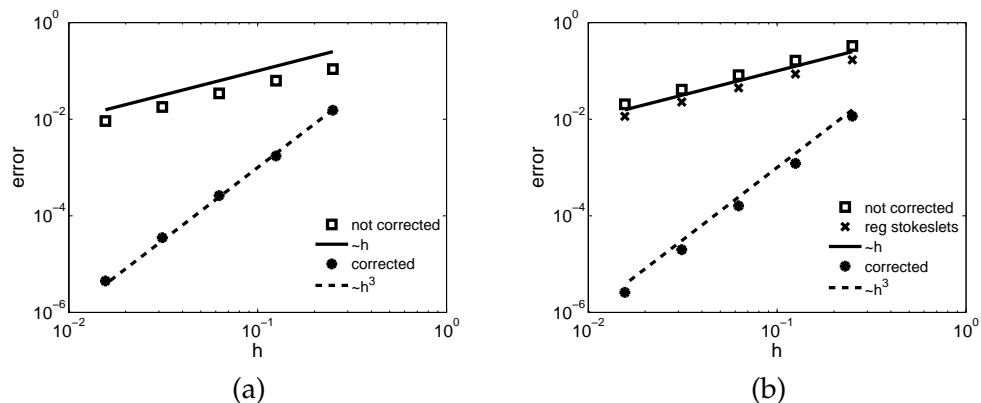 10^0
10^-2
10^-4
10^-6
error
10^-2
10^-1
10^0
h
not corrected
~h
corrected
~h^3
(a)
10^0
10^-2
10^-4
10^-6
error
10^-2
10^-1
10^0
h
not corrected
reg stokeslets
~h
corrected
~h^3
(b)